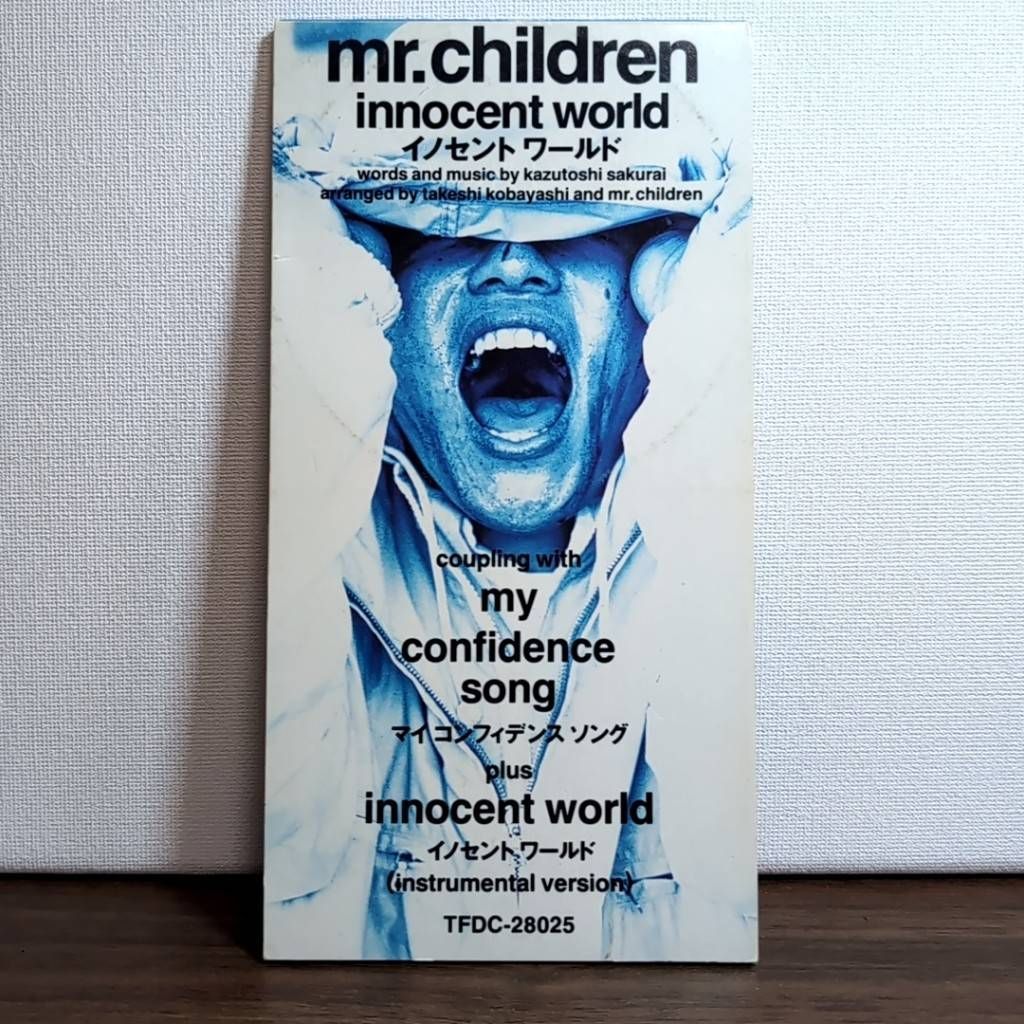 mr.children
innocent world
イノセント ワールド
words and music by kazutoshi sakurai
arranged by takeshi kobayashi and mr.children
coupling with
my
confidence
song
マイ コンフィデンス ソング
plus
innocent world
イノセント ワールド
(instrumental version)
TFDC-28025